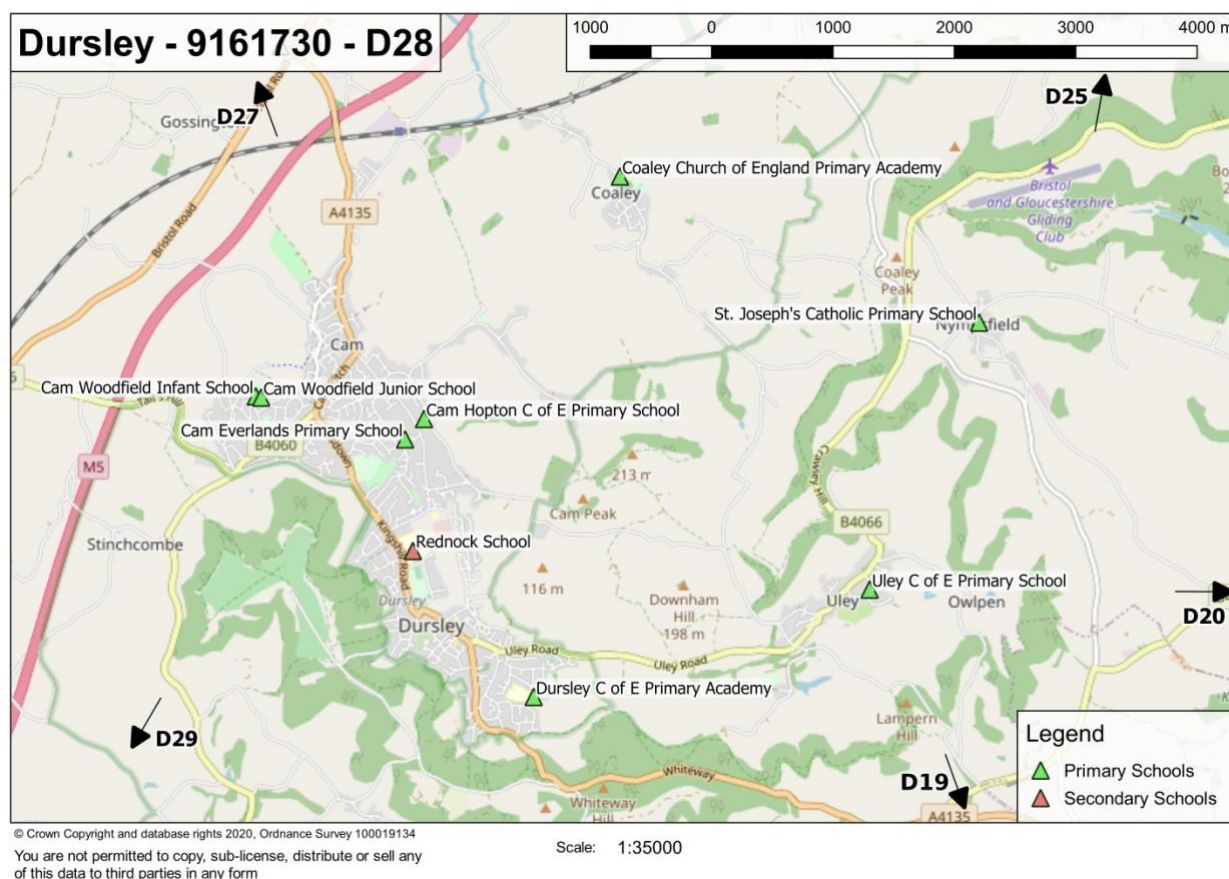 Dursley - 9161730 - D28
1000 0 1000 2000 3000 4000 m
D27
D25
Gossington
Bristol Road
A4135
Coaley Church of England Primary Academy
Coaley
Bristol
and Gloucestershire
Gliding
Club
Coaley
Peak
St. Joseph's Catholic Primary School
Cam
Cam Woodfield Infant School
Cam Woodfield Junior School
Cam Hopton C of E Primary School
Cam Everlands Primary School
B4060
M5
213 m
Cam Peak
Crawley Hill
B4066
Stinchcombe
Rednock School
Kingshill Road
116 m
Dursley
Dursley
Downham
Hill
198 m
Uley C of E Primary School
Uley
Owlpen
D20
Uley Road
Uley Road
Dursley C of E Primary Academy
Lampern
Hill
D29
D19
Whiteway
Whiteway
Hill
A4135
Legend
Primary Schools
Secondary Schools
© Crown Copyright and database rights 2020, Ordnance Survey 100019134
You are not permitted to copy, sub-license, distribute or sell any
of this data to third parties in any form
Scale: 1:35000